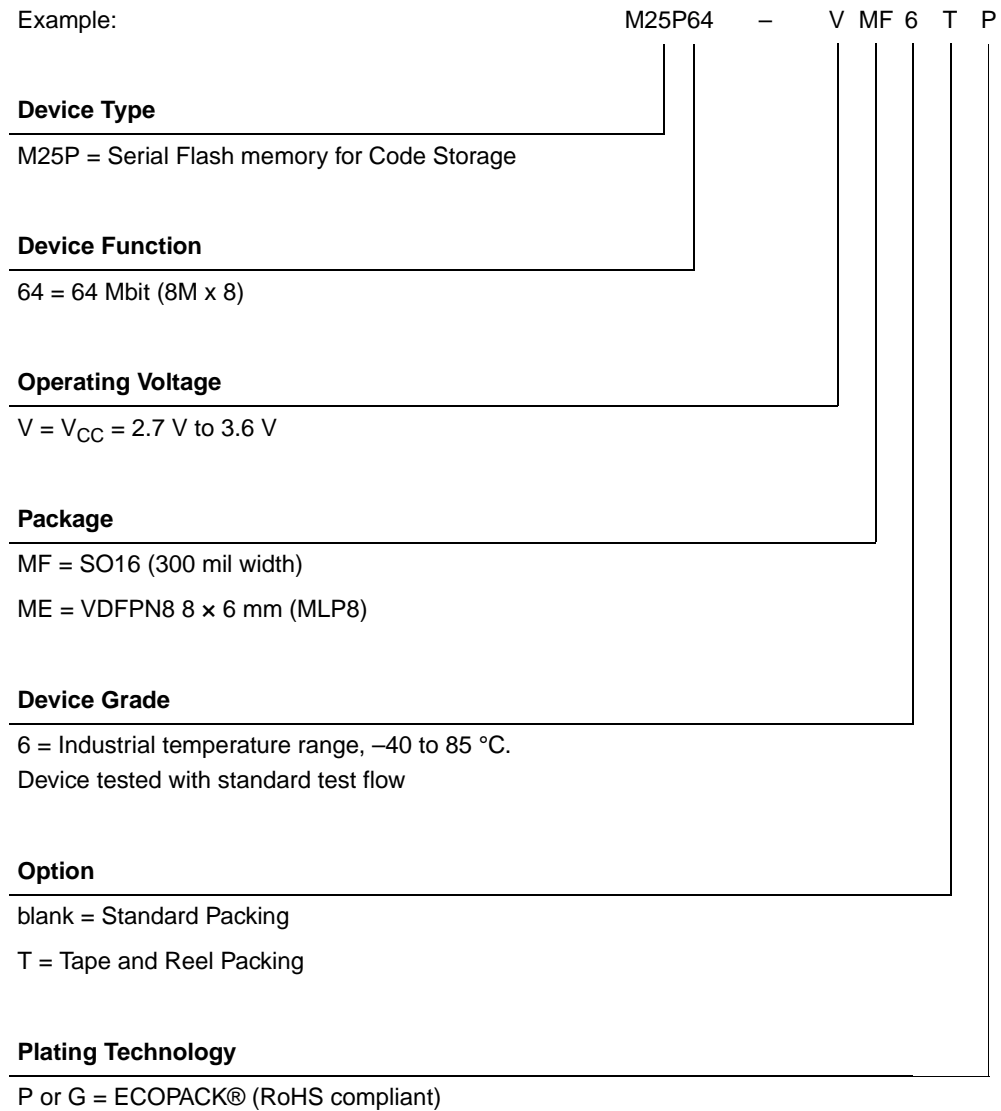 Example: M25P64 – V MF 6 T P
Device Type
M25P = Serial Flash memory for Code Storage
Device Function
64 = 64 Mbit (8M x 8)
Operating Voltage
V = VCC = 2.7 V to 3.6 V
Package
MF = SO16 (300 mil width)
ME = VDFPN8 8 × 6 mm (MLP8)
Device Grade
6 = Industrial temperature range, –40 to 85 °C.
Device tested with standard test flow
Option
blank = Standard Packing
T = Tape and Reel Packing
Plating Technology
P or G = ECOPACK® (RoHS compliant)